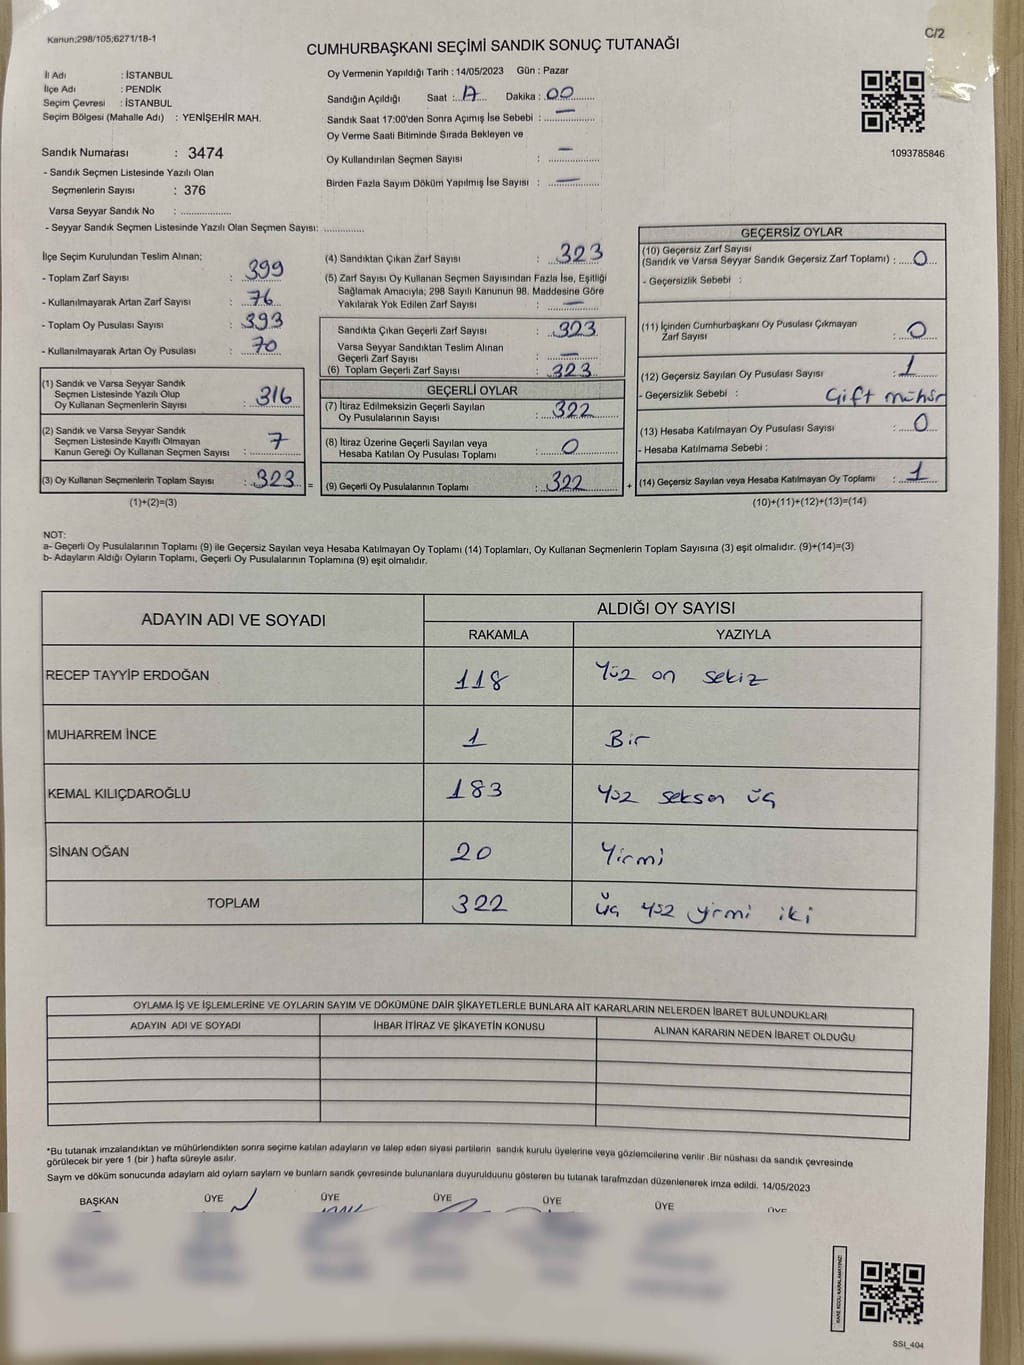 Kanun;298/105;6271/18-1
C/2
CUMHURBAŞKANI SEÇİMİ SANDIK SONUÇ TUTANAĞI
İl Adı : İSTANBUL
İlçe Adı : PENDİK
Seçim Çevresi : İSTANBUL
Seçim Bölgesi (Mahalle Adı) : YENİŞEHİR MAH.
Sandık Numarası : 3474
- Sandık Seçmen Listesinde Yazılı Olan
Seçmenlerin Sayısı : 376
Varsa Seyyar Sandık No : ..................
- Seyyar Sandık Seçmen Listesinde Yazılı Olan Seçmen Sayısı: ..............
Oy Vermenin Yapıldığı Tarih : 14/05/2023 Gün : Pazar
Sandığın Açıldığı Saat : 17 Dakika : 00
Sandık Saat 17:00'den Sonra Açımış İse Sebebi : —
Oy Verme Saati Bitiminde Sırada Bekleyen ve
Oy Kullandırılan Seçmen Sayısı : —
Birden Fazla Sayım Döküm Yapılmış İse Sayısı : —
1093785846
İlçe Seçim Kurulundan Teslim Alınan;
- Toplam Zarf Sayısı : 399
- Kullanılmayarak Artan Zarf Sayısı : 76
- Toplam Oy Pusulası Sayısı : 393
- Kullanılmayarak Artan Oy Pusulası : 70
(1) Sandık ve Varsa Seyyar Sandık
Seçmen Listesinde Yazılı Olup
Oy Kullanan Seçmenlerin Sayısı : 316
(2) Sandık ve Varsa Seyyar Sandık
Seçmen Listesinde Kayıtlı Olmayan
Kanun Gereği Oy Kullanan Seçmen Sayısı : 7
(3) Oy Kullanan Seçmenlerin Toplam Sayısı : 323 =
(1)+(2)=(3)
(4) Sandıktan Çıkan Zarf Sayısı : 323
(5) Zarf Sayısı Oy Kullanan Seçmen Sayısından Fazla İse, Eşitliği
Sağlamak Amacıyla; 298 Sayılı Kanunun 98. Maddesine Göre
Yakılarak Yok Edilen Zarf Sayısı : —
Sandıkta Çıkan Geçerli Zarf Sayısı : 323
Varsa Seyyar Sandıktan Teslim Alınan
Geçerli Zarf Sayısı : —
(6) Toplam Geçerli Zarf Sayısı : 323
GEÇERLİ OYLAR
(7) İtiraz Edilmeksizin Geçerli Sayılan
Oy Pusulalarının Sayısı : 322
(8) İtiraz Üzerine Geçerli Sayılan veya
Hesaba Katılan Oy Pusulası Toplamı : 0
(9) Geçerli Oy Pusulalarının Toplamı : 322 +
GEÇERSİZ OYLAR
(10) Geçersiz Zarf Sayısı
(Sandık ve Varsa Seyyar Sandık Geçersiz Zarf Toplamı) : 0
- Geçersizlik Sebebi :
(11) İçinden Cumhurbaşkanı Oy Pusulası Çıkmayan
Zarf Sayısı : 0
(12) Geçersiz Sayılan Oy Pusulası Sayısı : 1
- Geçersizlik Sebebi : Çift mühür
(13) Hesaba Katılmayan Oy Pusulası Sayısı : 0
- Hesaba Katılmama Sebebi :
(14) Geçersiz Sayılan veya Hesaba Katılmayan Oy Toplamı : 1
(10)+(11)+(12)+(13)=(14)
NOT:
a- Geçerli Oy Pusulalarının Toplamı (9) ile Geçersiz Sayılan veya Hesaba Katılmayan Oy Toplamı (14) Toplamları, Oy Kullanan Seçmenlerin Toplam Sayısına (3) eşit olmalıdır. (9)+(14)=(3)
b- Adayların Aldığı Oyların Toplamı, Geçerli Oy Pusulalarının Toplamına (9) eşit olmalıdır.
ADAYIN ADI VE SOYADI ALDIĞI OY SAYISI
RAKAMLA YAZIYLA
RECEP TAYYİP ERDOĞAN 118 Yüz on sekiz
MUHARREM İNCE 1 Bir
KEMAL KILIÇDAROĞLU 183 Yüz seksen üç
SİNAN OĞAN 20 Yirmi
TOPLAM 322 üç yüz yirmi iki
OYLAMA İŞ VE İŞLEMLERİNE VE OYLARIN SAYIM VE DÖKÜMÜNE DAİR ŞİKAYETLERLE BUNLARA AİT KARARLARIN NELERDEN İBARET BULUNDUKLARI
ADAYIN ADI VE SOYADI İHBAR İTİRAZ VE ŞİKAYETİN KONUSU ALINAN KARARIN NEDEN İBARET OLDUĞU
*Bu tutanak imzalandıktan ve mühürlendikten sonra seçime katılan adayların ve talep eden siyasi partilerin sandık kurulu üyelerine veya gözlemcilerine verilir .Bir nüshası da sandık çevresinde
görülecek bir yere 1 (bir ) hafta süreyle asılır.
Sayım ve döküm sonucunda adayların ald oyların sayların ve bunların sandk çevresinde bulunanlara duyurulduunu gösteren bu tutanak tarafmzdan düzenlenerek imza edildi. 14/05/2023
BAŞKAN ÜYE ÜYE ÜYE ÜYE ÜYE ÜYE
SSI_404